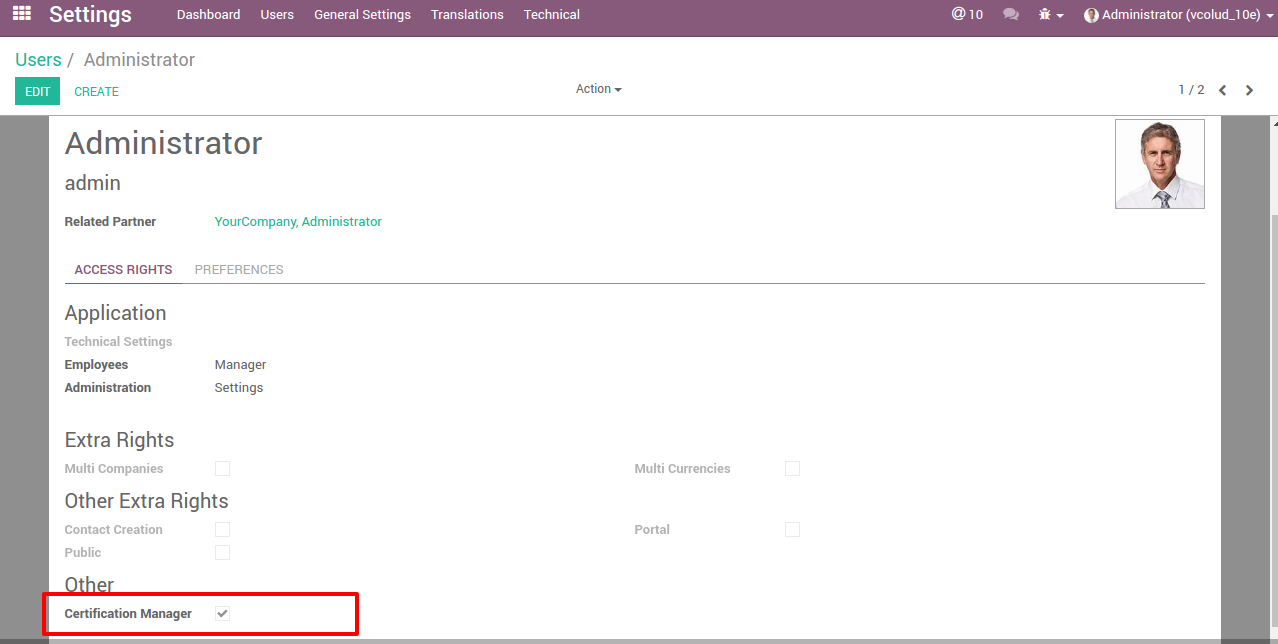 Settings Dashboard Users General Settings Translations Technical @ 10 Administrator (vcolud_10e)
Users / Administrator
EDIT CREATE Action 1 / 2
Administrator
admin
Related Partner YourCompany, Administrator
ACCESS RIGHTS PREFERENCES
Application
Technical Settings
Employees Manager
Administration Settings
Extra Rights
Multi Companies Multi Currencies
Other Extra Rights
Contact Creation Portal
Public
Other
Certification Manager